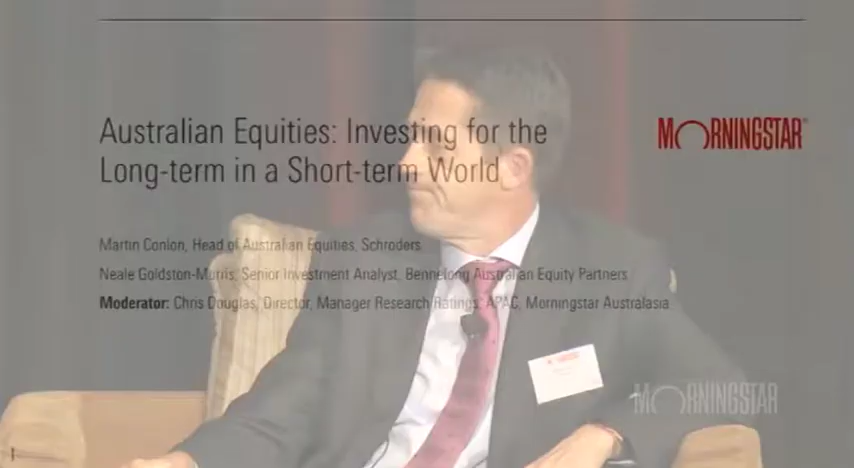 Australian Equities: Investing for the
MORNINGSTAR
Long-term in a Short-term World
Martin Conlon, Head of Australian Equities, Schroders
Neale Goldston-Morris, Senior Investment Analyst, Bennelong Australian Equity Partners
Moderator: Chris Douglas, Director, Manager Research Ratings, APAC, Morningstar Australasia
MORNINGSTAR